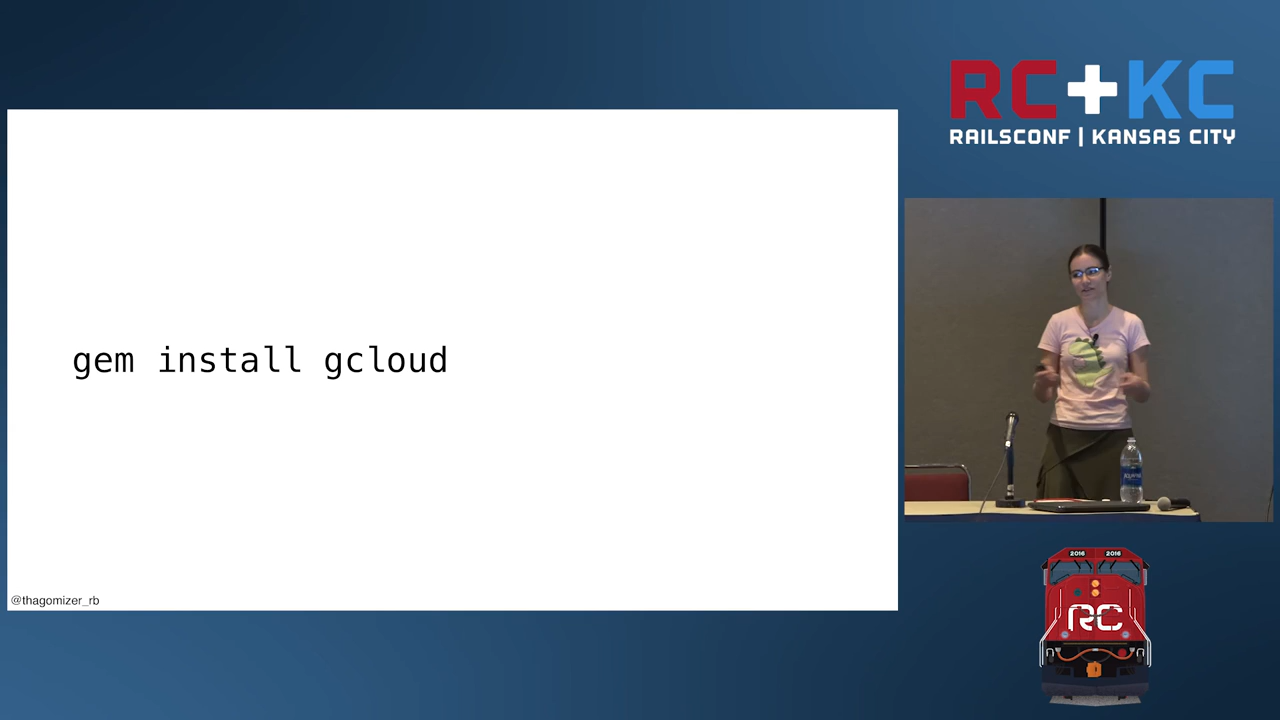 RC+KC
RAILSCONF | KANSAS CITY
gem install gcloud
@thagomizer_rb
2016 2016
RC